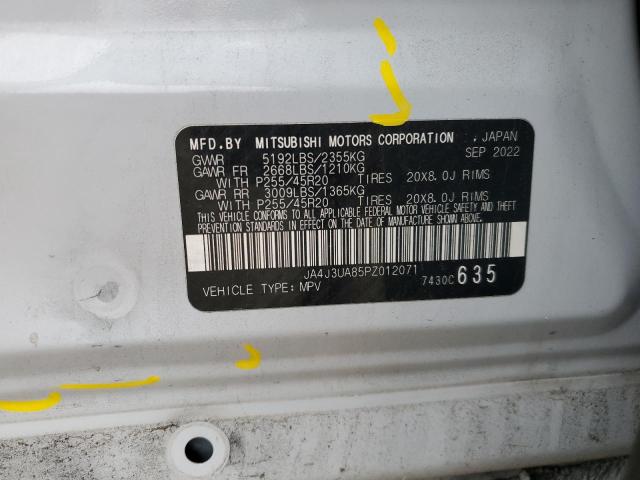 MFD.BY MITSUBISHI MOTORS CORPORATION , JAPAN
GVWR 5192LBS/2355KG SEP 2022
GAWR FR 2668LBS/1210KG
WITH P255/45R20 TIRES 20X8.0J RIMS
GAWR RR 3009LBS/1365KG
WITH P255/45R20 TIRES 20X8.0J RIMS
THIS VEHICLE CONFORMS TO ALL APPLICABLE FEDERAL MOTOR VEHICLE SAFETY AND THEFT
PREVENTION STANDARDS IN EFFECT ON THE DATE OF MANUFACTURE SHOWN ABOVE.
JA4J3UA85PZ012071
VEHICLE TYPE: MPV 7430C 635